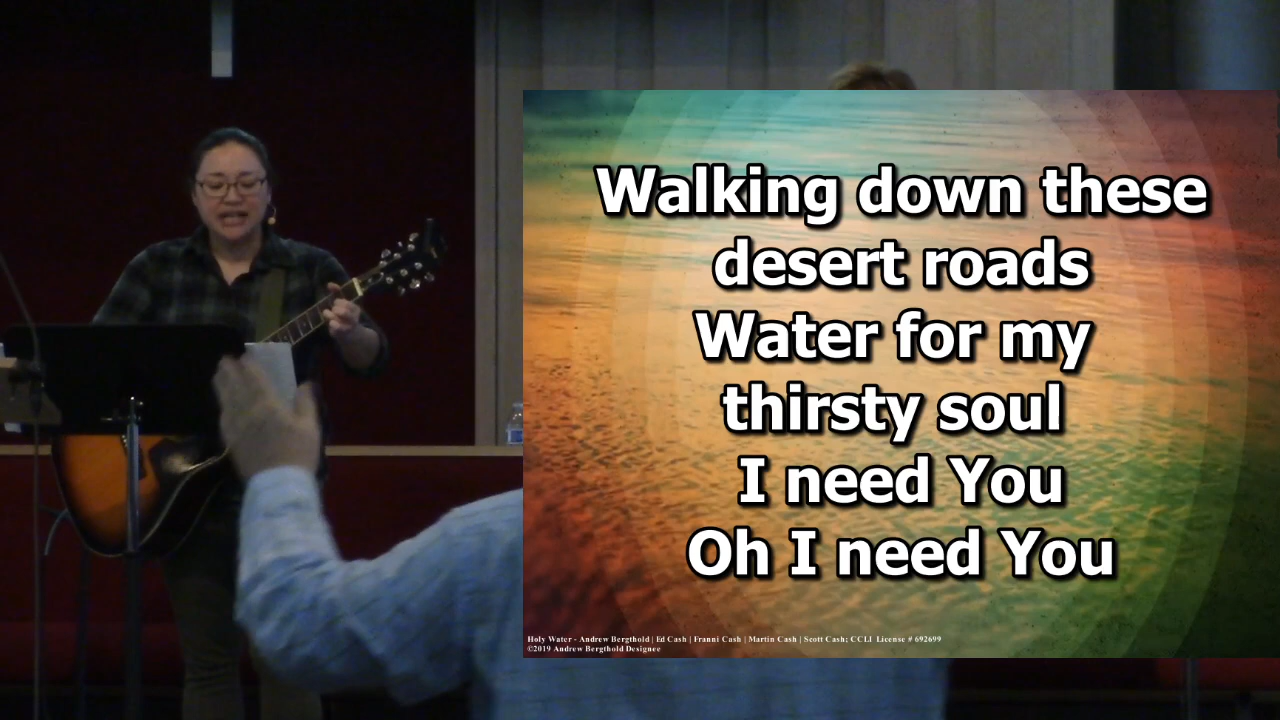 Walking down these
desert roads
Water for my
thirsty soul
I need You
Oh I need You
Holy Water - Andrew Bergthold | Ed Cash | Franni Cash | Martin Cash | Scott Cash; CCLI License # 692699
©2019 Andrew Bergthold Designee